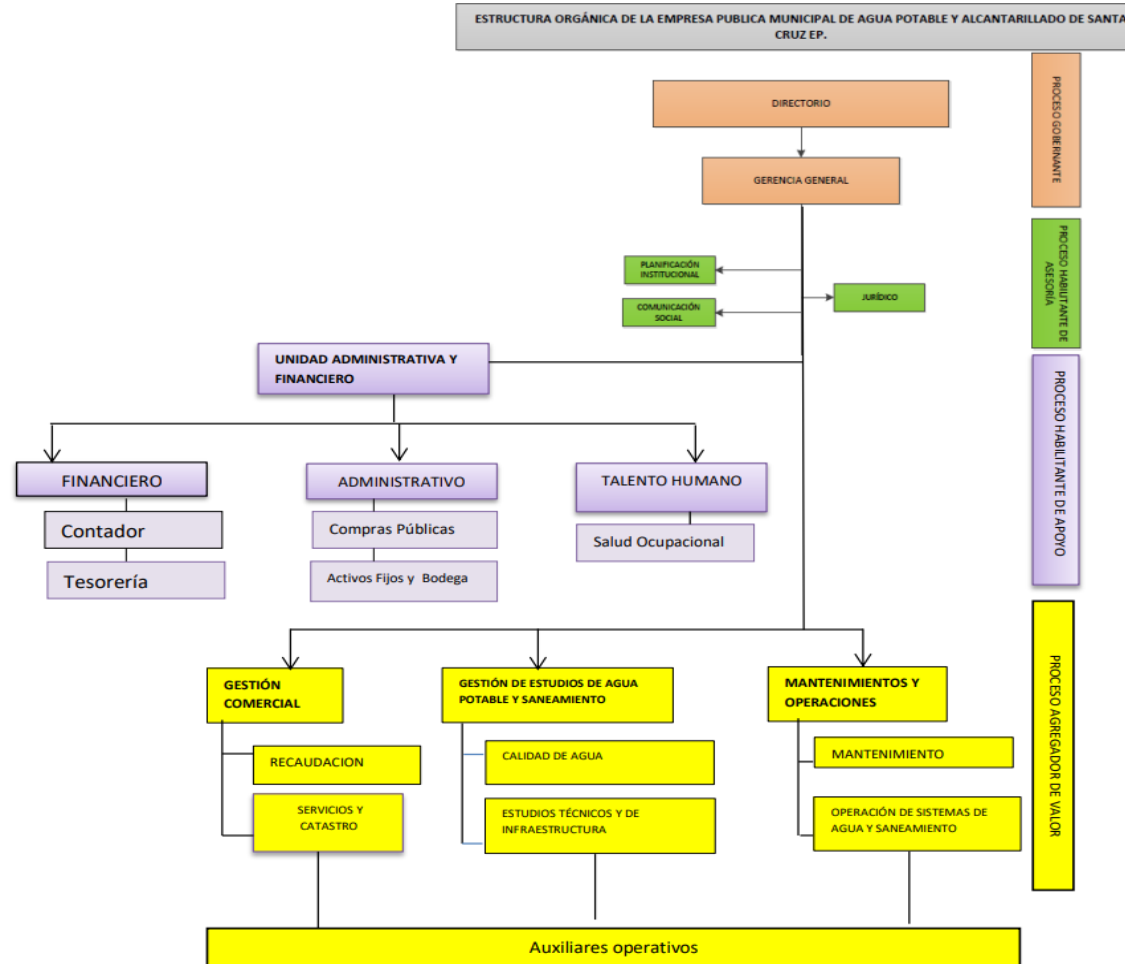 ESTRUCTURA ORGÁNICA DE LA EMPRESA PUBLICA MUNICIPAL DE AGUA POTABLE Y ALCANTARILLADO DE SANTA
CRUZ EP.
DIRECTORIO
GERENCIA GENERAL
PROCESO GOBERNANTE
PLANIFICACIÓN
INSTITUCIONAL
JURÍDICO
COMUNICACIÓN
SOCIAL
PROCESO HABILITANTE DE
ASESORÍA
UNIDAD ADMINISTRATIVA Y
FINANCIERO
FINANCIERO
Contador
Tesorería
ADMINISTRATIVO
Compras Públicas
Activos Fijos y Bodega
TALENTO HUMANO
Salud Ocupacional
PROCESO HABILITANTE DE APOYO
GESTIÓN
COMERCIAL
RECAUDACION
SERVICIOS Y
CATASTRO
GESTIÓN DE ESTUDIOS DE AGUA
POTABLE Y SANEAMIENTO
CALIDAD DE AGUA
ESTUDIOS TÉCNICOS Y DE
INFRAESTRUCTURA
MANTENIMIENTOS Y
OPERACIONES
MANTENIMIENTO
OPERACIÓN DE SISTEMAS DE
AGUA Y SANEAMIENTO
PROCESO AGREGADOR DE VALOR
Auxiliares operativos